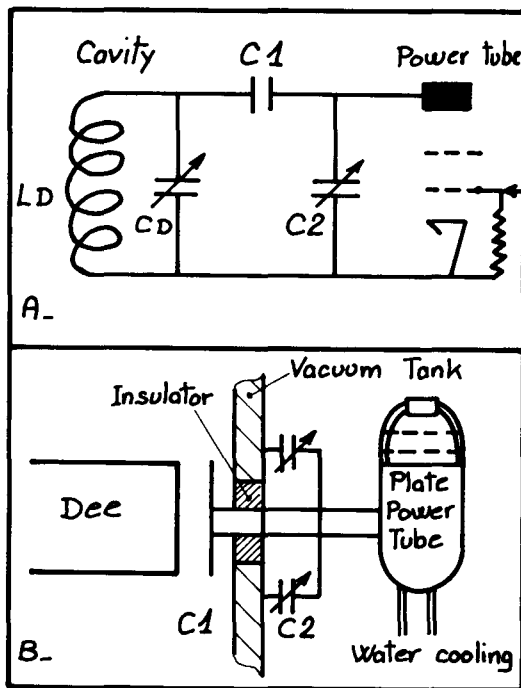 Cavity
C1
Power tube
LD
CD
C2
A_
Vacuum Tank
Insulator
Dee
Plate
Power
Tube
C1
C2
B_
Water cooling